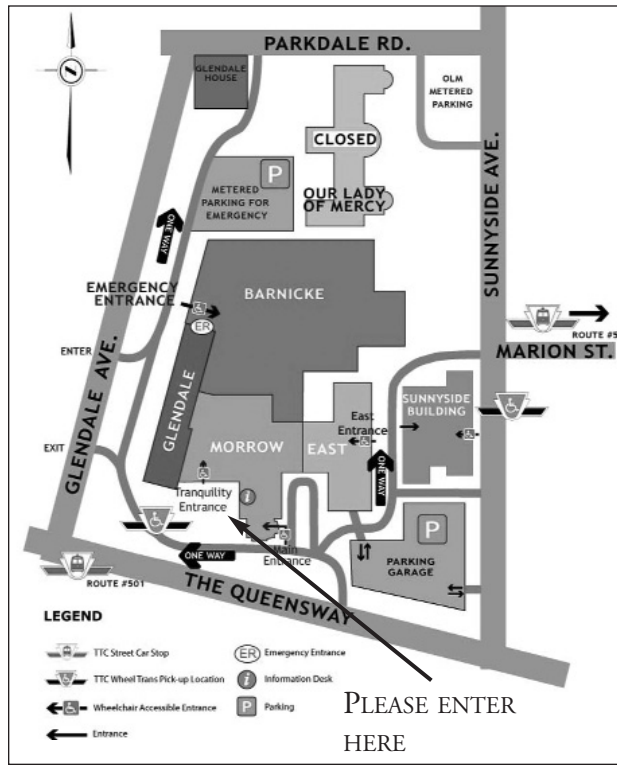 PARKDALE RD.
GLENDALE
HOUSE
OLM
METERED
PARKING
CLOSED
P
METERED
PARKING FOR
EMERGENCY
OUR LADY
OF MERCY
SUNNYSIDE AVE.
ONE WAY
EMERGENCY
ENTRANCE
BARNICKE
ER
ROUTE #5
MARION ST.
ENTER
GLENDALE AVE.
GLENDALE
SUNNYSIDE
BUILDING
East
Entrance
MORROW
EAST
EXIT
ONE WAY
Tranquility
Entrance
i
P
ONE WAY
Main
Entrance
PARKING
GARAGE
ROUTE #501
THE QUEENSWAY
LEGEND
TTC Street Car Stop
ER Emergency Entrance
TTC Wheel Trans Pick-up Location
i Information Desk
Wheelchair Accessible Entrance
P Parking
Entrance
PLEASE ENTER
HERE